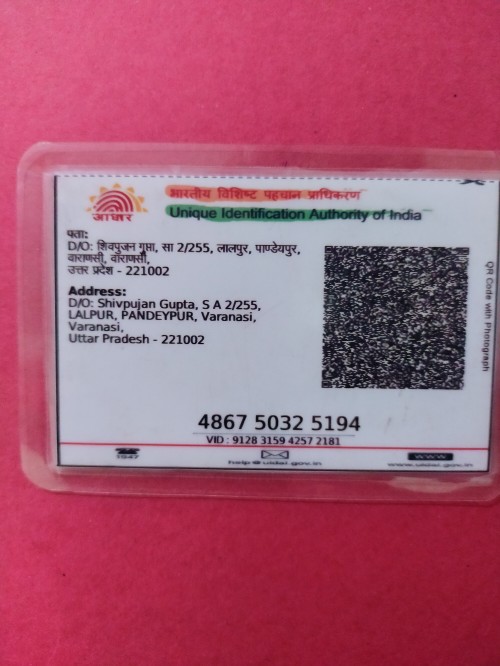 भारतीय विशिष्ट पहचान प्राधिकरण
Unique Identification Authority of India
आधार
पता:
D/O: शिवपुजन गुप्ता, सा 2/255, लालपुर, पाण्डेयपुर,
वाराणसी, वाराणसी,
उत्तर प्रदेश - 221002
Address:
D/O: Shivpujan Gupta, S A 2/255,
LALPUR, PANDEYPUR, Varanasi,
Varanasi,
Uttar Pradesh - 221002
QR Code with Photograph
4867 5032 5194
VID : 9128 3159 4257 2181
1947
help@uidai.gov.in
WWW
www.uidai.gov.in